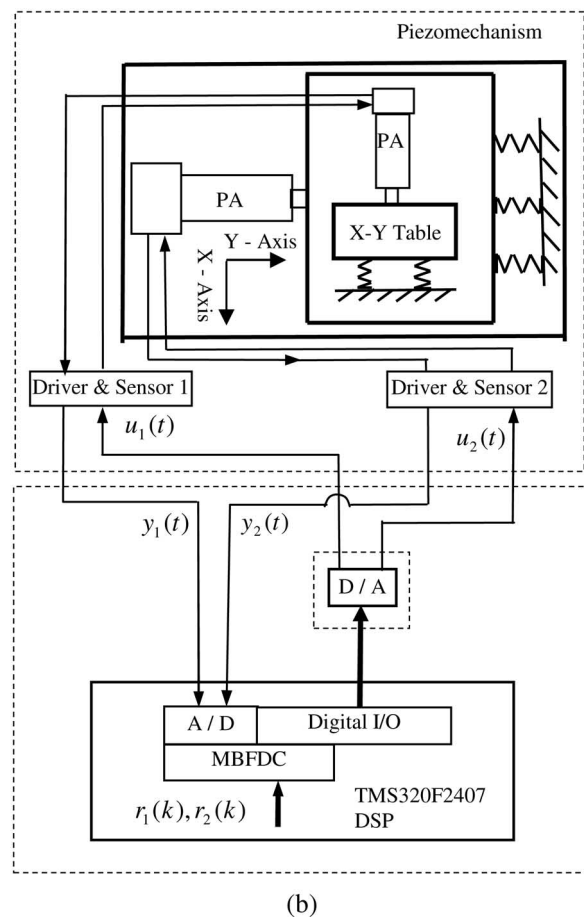 Piezomechanism
PA
PA
X-Y Table
Y - Axis
X - Axis
Driver & Sensor 1
Driver & Sensor 2
u₁(t)
u₂(t)
y₁(t)
y₂(t)
D / A
A / D
Digital I/O
MBFDC
r₁(k), r₂(k)
TMS320F2407
DSP
(b)